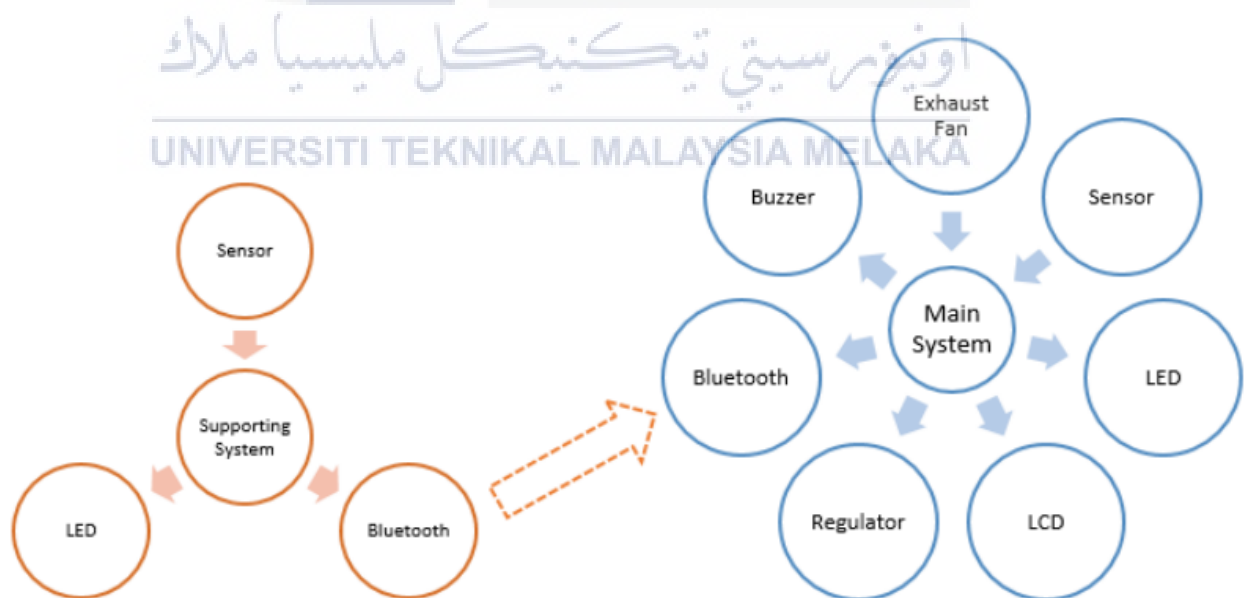 اونيۏرسيتي تيكنيكل مليسيا ملاك
UNIVERSITI TEKNIKAL MALAYSIA MELAKA
Sensor
Supporting
System
LED
Bluetooth
Exhaust
Fan
Buzzer
Sensor
Main
System
Bluetooth
LED
Regulator
LCD